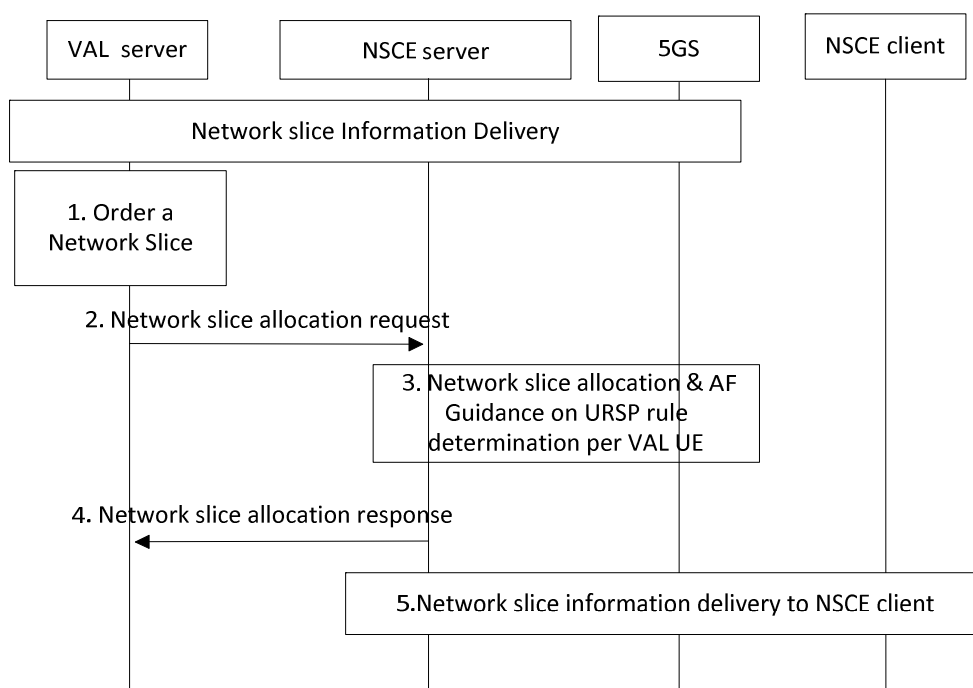 VAL server
NSCE server
5GS
NSCE client
Network slice Information Delivery
1. Order a
Network Slice
2. Network slice allocation request
3. Network slice allocation & AF
Guidance on URSP rule
determination per VAL UE
4. Network slice allocation response
5.Network slice information delivery to NSCE client